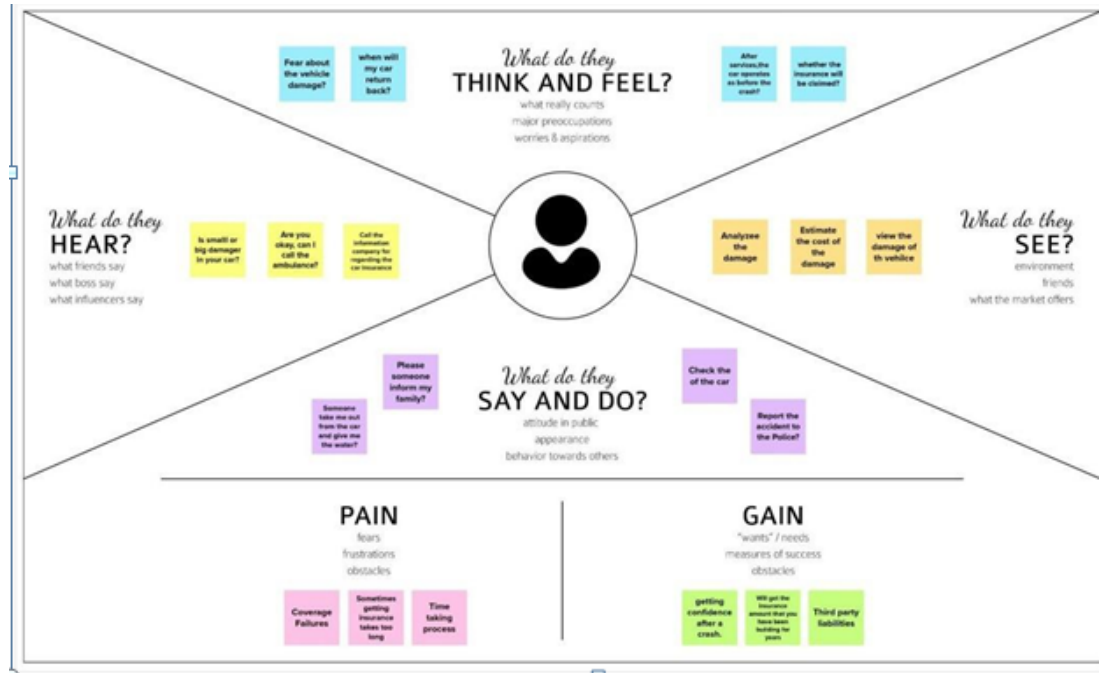 Fear about
the vehicle
damage?
when will
my car
return
back?
What do they
THINK AND FEEL?
what really counts
major preoccupations
worries & aspirations
After
services,the
car operates
as before the
crash?
whether the
insurance will
be claimed?
What do they
HEAR?
what friends say
what boss say
what influencers say
Is smalll or
big damager
in your car?
Are you
okay, can I
call the
ambulance?
Call the
information
company for
regarding the
car insurance
Analyzee
the
damage
Estimate
the cost of
the
damage
view the
damage of
th vehilce
What do they
SEE?
environment
friends
what the market offers
Please
someone
inform my
family?
Someone
take me out
from the car
and give me
the water?
What do they
SAY AND DO?
attitude in public
appearance
behavior towards others
Check the
of the car
Report the
accident to
the Police?
PAIN
fears
frustrations
obstacles
Coverage
Failures
Sometimes
getting
insurance
takes too
long
Time
taking
process
GAIN
"wants" / needs
measures of success
obstacles
getting
confidence
after a
crash.
Will get the
insurance
amount that you
have been
building for
years
Third party
liabilities